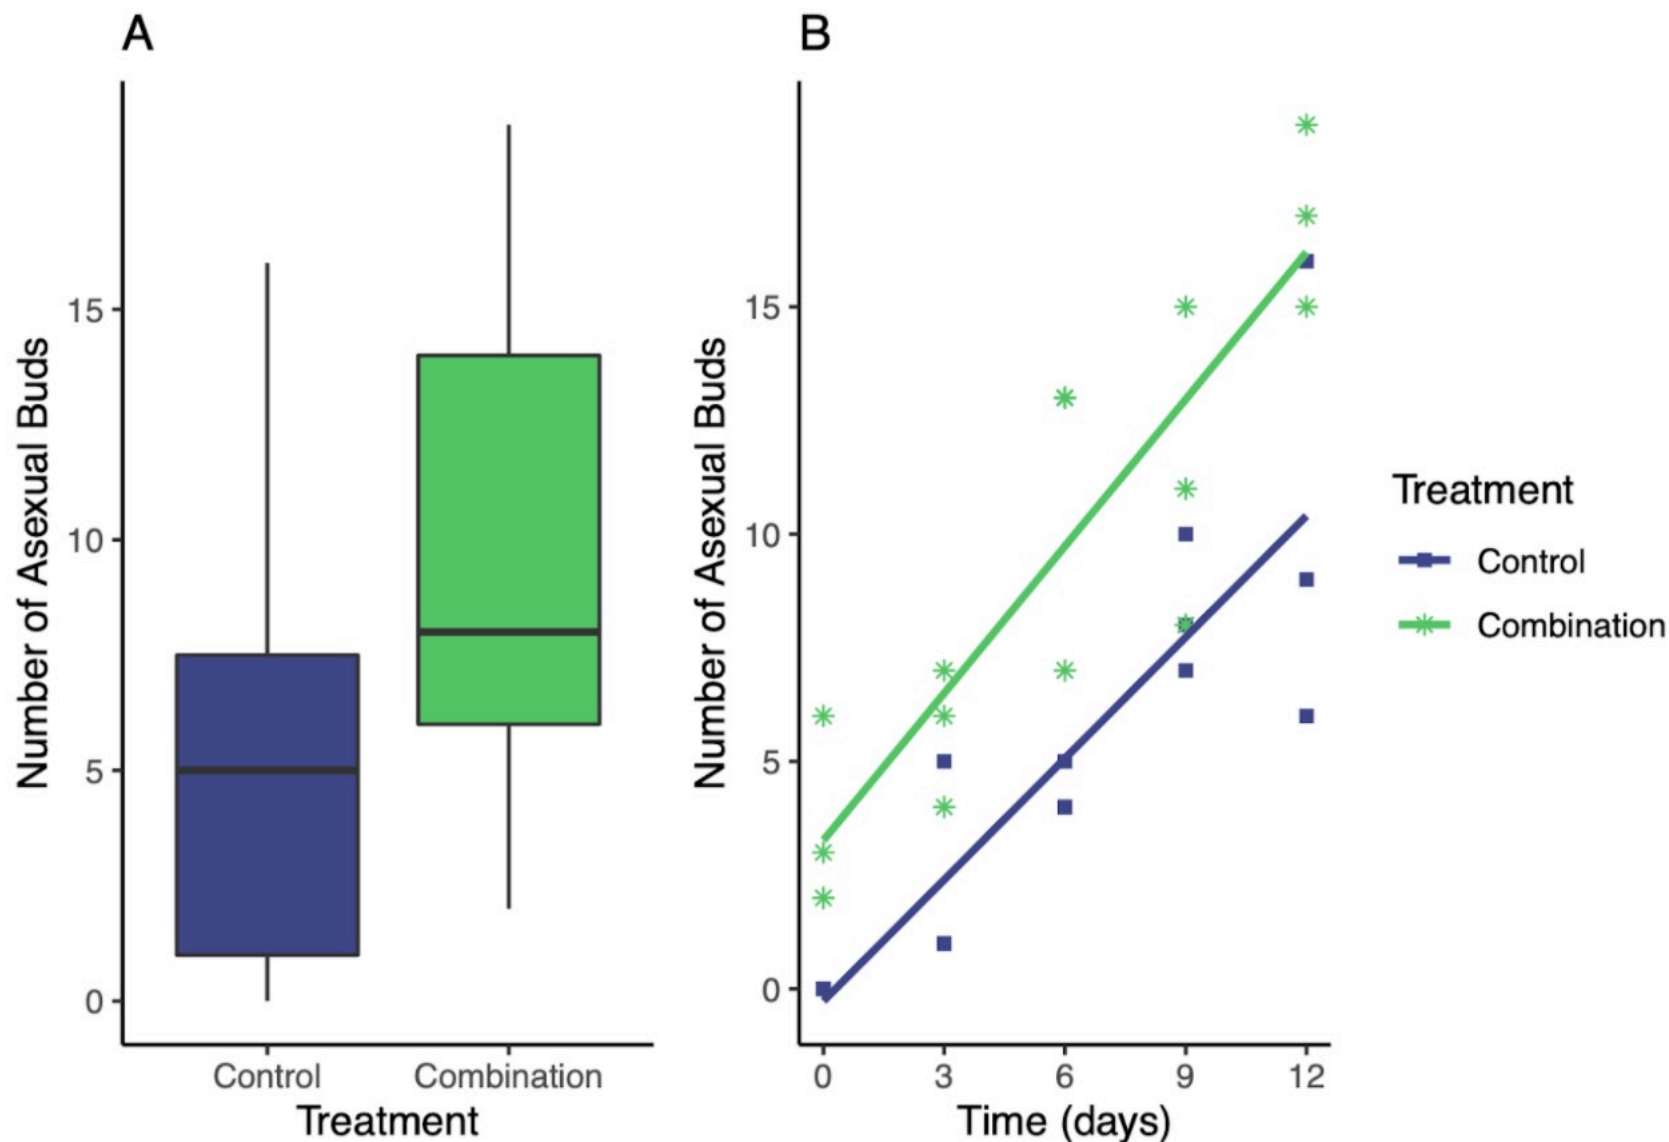 A
Number of Asexual Buds
15
10
5
0
Control Combination
Treatment
B
Number of Asexual Buds
15
10
5
0
0 3 6 9 12
Time (days)
Treatment
Control
Combination